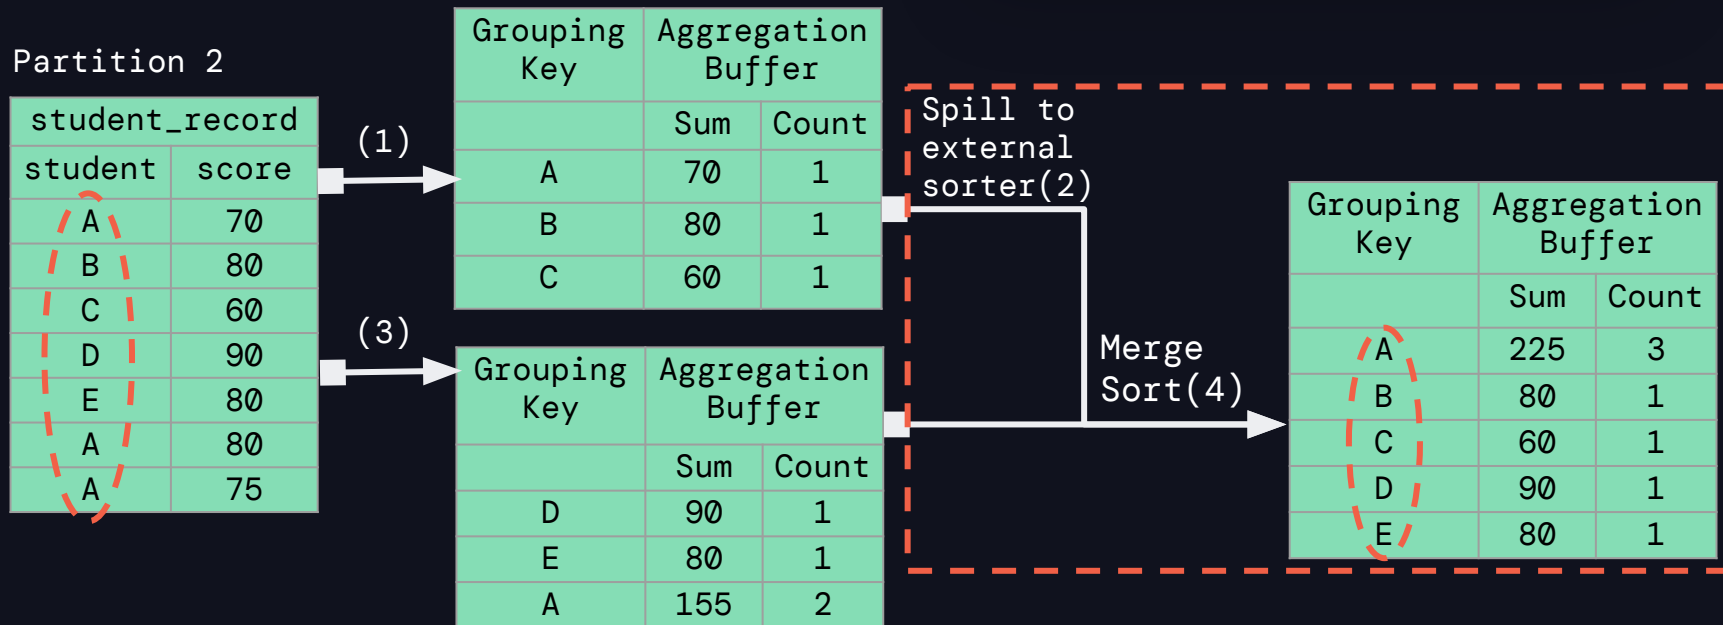 Partition 2
student_record
student score
A 70
B 80
C 60
D 90
E 80
A 80
A 75
(1)
(3)
Grouping Key Aggregation Buffer
Sum Count
A 70 1
B 80 1
C 60 1
Grouping Key Aggregation Buffer
Sum Count
D 90 1
E 80 1
A 155 2
Spill to
external
sorter(2)
Merge
Sort(4)
Grouping Key Aggregation Buffer
Sum Count
A 225 3
B 80 1
C 60 1
D 90 1
E 80 1